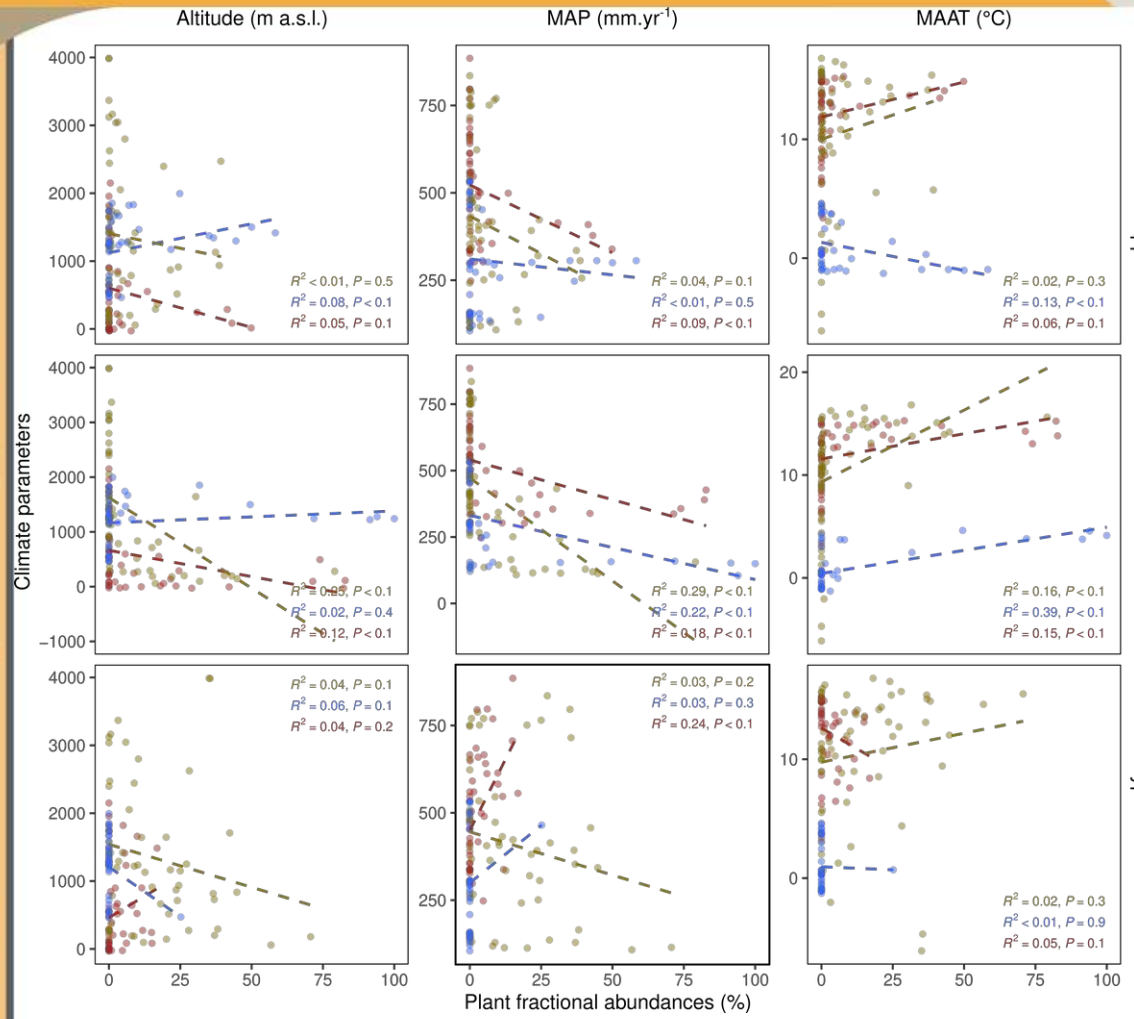 Altitude (m a.s.l.) MAP (mm.yr-1) MAAT (°C)
4000
3000
2000
1000
0
R2 < 0.01, P = 0.5
R2 = 0.08, P < 0.1
R2 = 0.05, P = 0.1
750
500
250
R2 = 0.04, P = 0.1
R2 < 0.01, P = 0.5
R2 = 0.09, P < 0.1
10
0
R2 = 0.02, P = 0.3
R2 = 0.13, P < 0.1
R2 = 0.06, P = 0.1
Climate parameters
4000
3000
2000
1000
0
−1000
R2 = 0.25, P < 0.1
R2 = 0.02, P = 0.4
R2 = 0.12, P < 0.1
750
500
250
0
R2 = 0.29, P < 0.1
R2 = 0.22, P < 0.1
R2 = 0.18, P < 0.1
20
10
0
R2 = 0.16, P < 0.1
R2 = 0.39, P < 0.1
R2 = 0.15, P < 0.1
4000
3000
2000
1000
0
R2 = 0.04, P = 0.1
R2 = 0.06, P = 0.1
R2 = 0.04, P = 0.2
750
500
250
R2 = 0.03, P = 0.2
R2 = 0.03, P = 0.3
R2 = 0.24, P < 0.1
10
0
R2 = 0.02, P = 0.3
R2 < 0.01, P = 0.9
R2 = 0.05, P = 0.1
0 25 50 75 100 0 25 50 75 100 0 25 50 75 100
Plant fractional abundances (%)